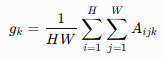 $g_k = \frac{1}{HW} \sum_{i=1}^{H} \sum_{j=1}^{W} A_{ijk}$